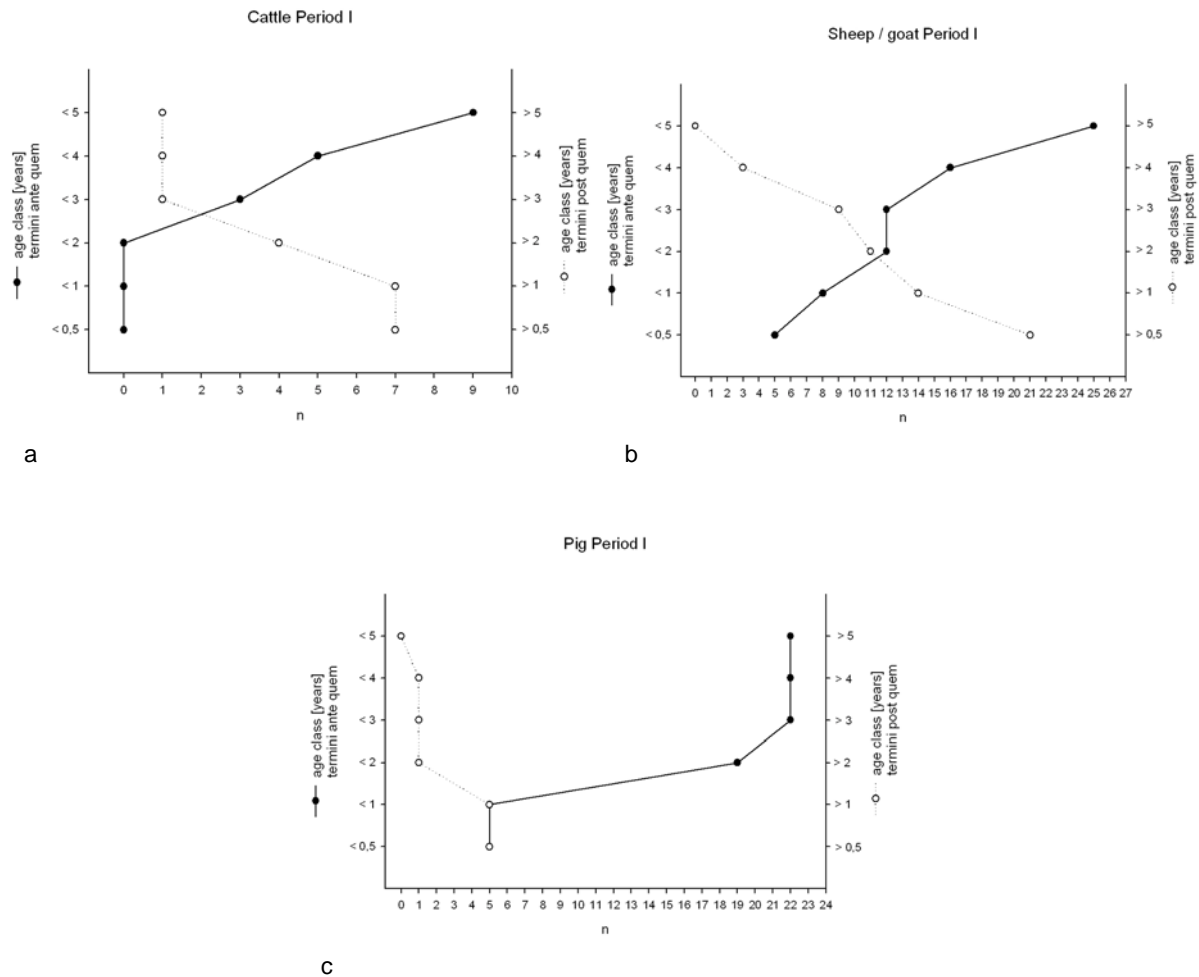 Cattle Period I
< 5
< 4
< 3
< 2
< 1
< 0,5
age class [years]
termini ante quem
> 5
> 4
> 3
> 2
> 1
> 0,5
age class [years]
termini post quem
0 1 2 3 4 5 6 7 8 9 10
n
a
Sheep / goat Period I
< 5
< 4
< 3
< 2
< 1
< 0,5
age class [years]
termini ante quem
> 5
> 4
> 3
> 2
> 1
> 0,5
age class [years]
termini post quem
0 1 2 3 4 5 6 7 8 9 10 11 12 13 14 15 16 17 18 19 20 21 22 23 24 25 26 27
n
b
Pig Period I
< 5
< 4
< 3
< 2
< 1
< 0,5
age class [years]
termini ante quem
> 5
> 4
> 3
> 2
> 1
> 0,5
age class [years]
termini post quem
0 1 2 3 4 5 6 7 8 9 10 11 12 13 14 15 16 17 18 19 20 21 22 23 24
n
c